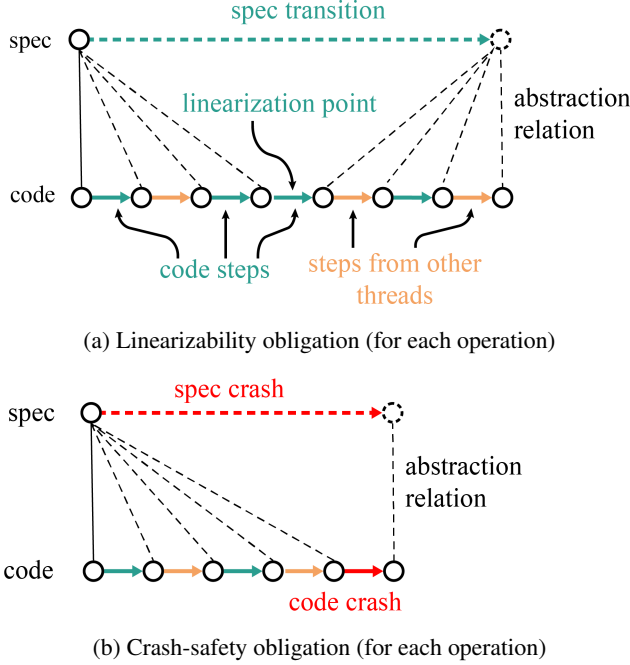 spec transition
spec
linearization point
abstraction
relation
code
code steps
steps from other
threads
(a) Linearizability obligation (for each operation)
spec crash
spec
abstraction
relation
code
code crash
(b) Crash-safety obligation (for each operation)